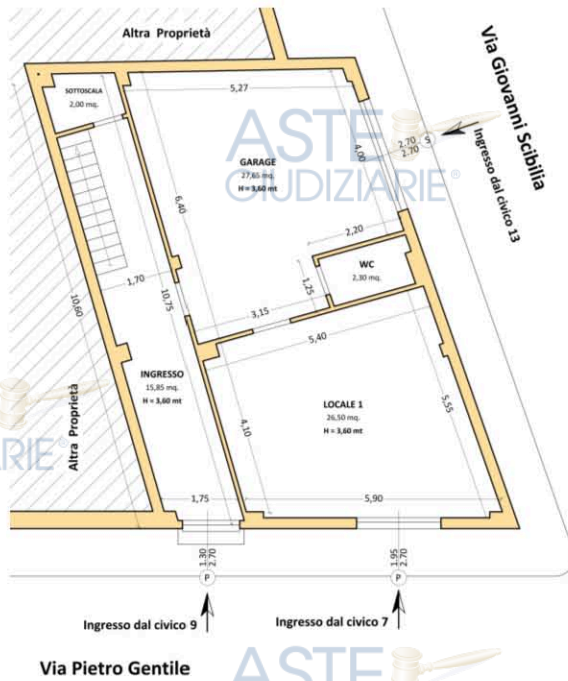 Altra Proprietà
Via Giovanni Scibilia
SOTTOSCALA
2,00 mq.
5,27
ASTE
GIUDIZIARIE®
2.70
2.70
S
Ingresso dal civico 13
4,00
GARAGE
27,65 mq.
H = 3,60 mt
6,40
2,20
WC
2,30 mq.
1,25
1,70
10,75
10,60
3,15
5,40
INGRESSO
15,85 mq.
H = 3,60 mt
LOCALE 1
26,50 mq.
H = 3,60 mt
5,55
4,10
Altra Proprietà
ARIE®
1,75
5,90
1.30
2.70
1.95
2.70
P
P
Ingresso dal civico 9
Ingresso dal civico 7
Via Pietro Gentile
ASTE